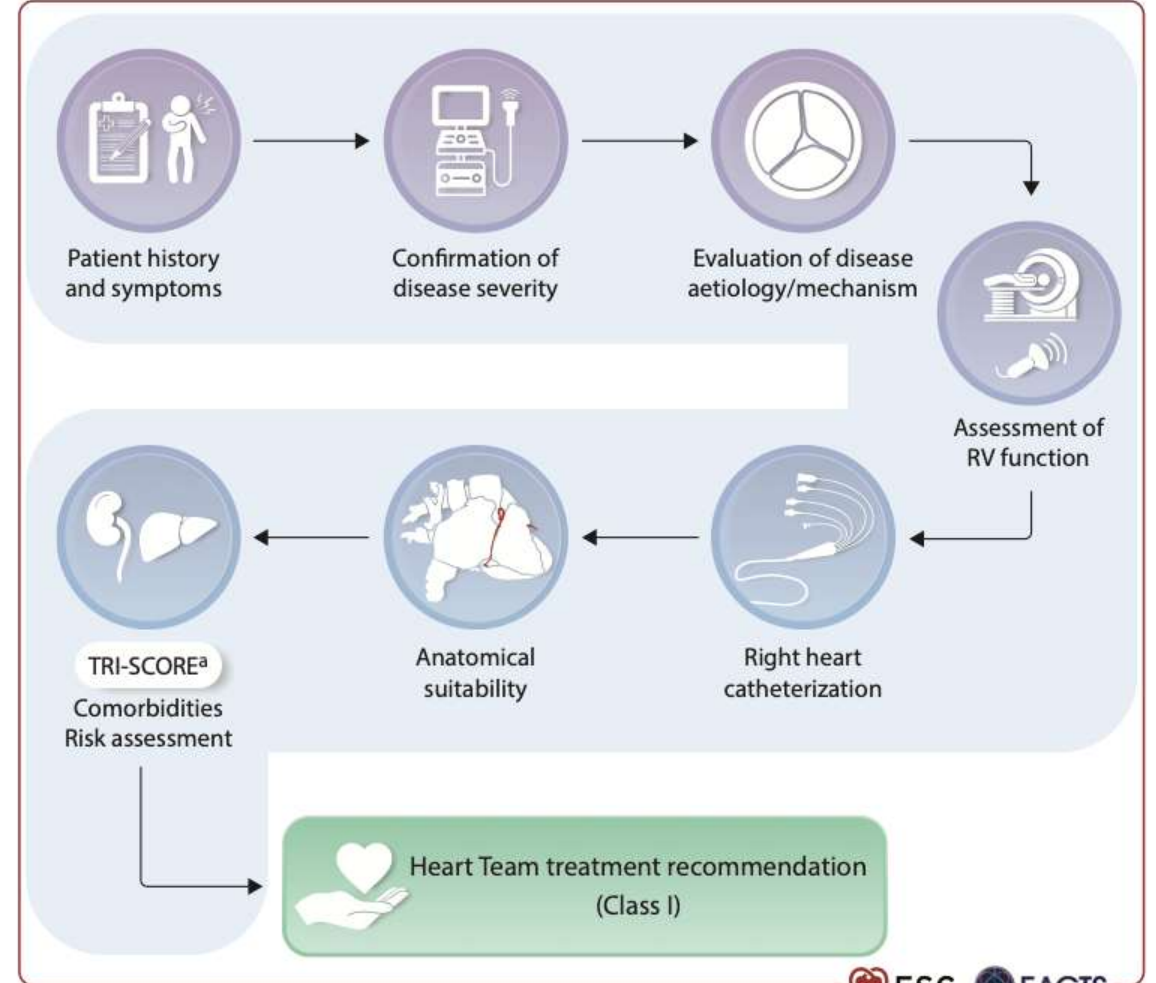 Patient history
and symptoms
Confirmation of
disease severity
Evaluation of disease
aetiology/mechanism
Assessment of
RV function
Right heart
catheterization
Anatomical
suitability
TRI-SCOREᵃ
Comorbidities
Risk assessment
Heart Team treatment recommendation
(Class I)
ESC EACTS